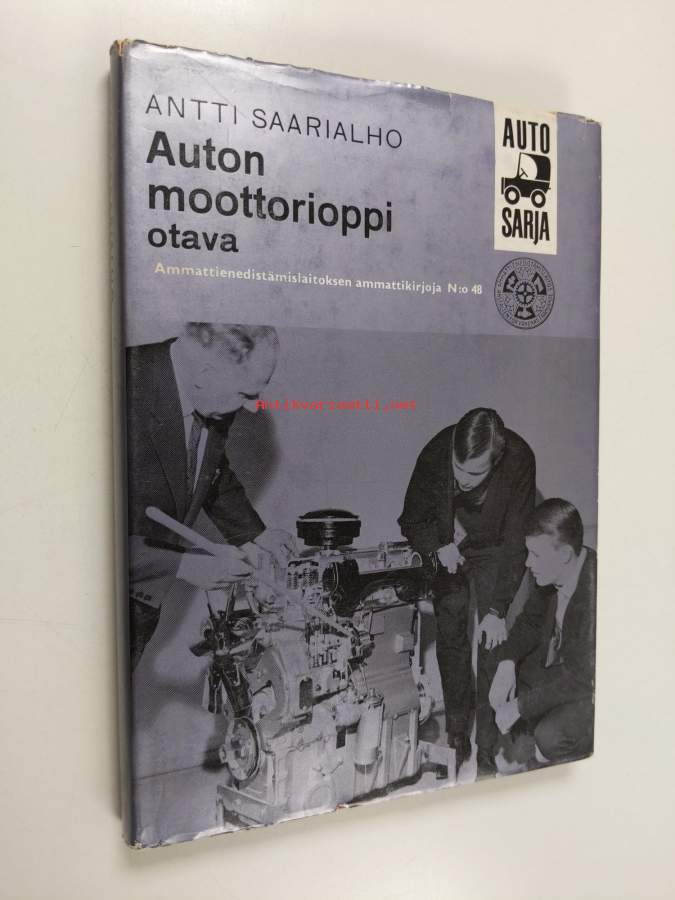 ANTTI SAARIALHO
Auton
moottorioppi
otava
Ammattienedistämislaitoksen ammattikirjoja N:o 48
AUTO
SARJA
Antikvariaatti.net